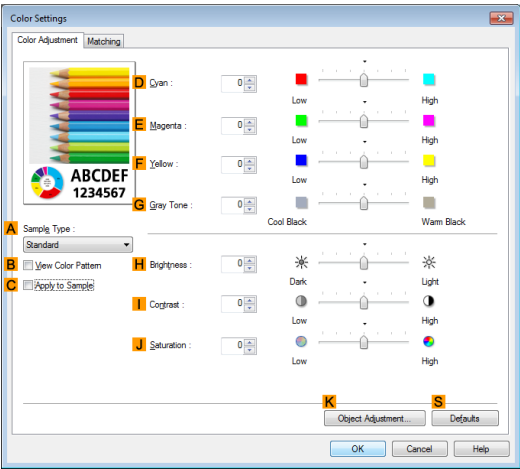 Color Settings
Color Adjustment Matching
D Cyan : 0
Low High
E Magenta : 0
Low High
F Yellow : 0
Low High
ABCDEF
1234567
G Gray Tone : 0
Cool Black Warm Black
A Sample Type :
Standard
B View Color Pattern
C Apply to Sample
H Brightness : 0
Dark Light
I Contrast : 0
Low High
J Saturation : 0
Low High
K S
Object Adjustment... Defaults
OK Cancel Help